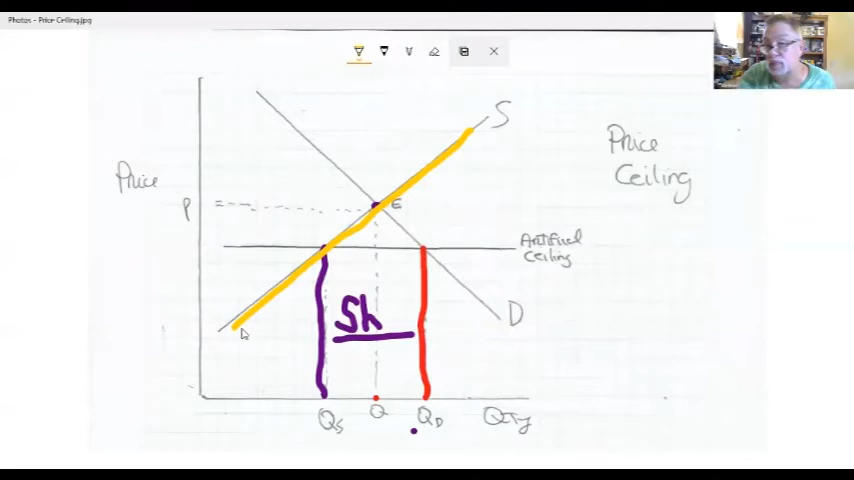 Photos - Price Ceiling.jpg
S
Price
Ceiling
Price
P
E
Artificial
Ceiling
Sh
D
Qs
Q
QD
QTy